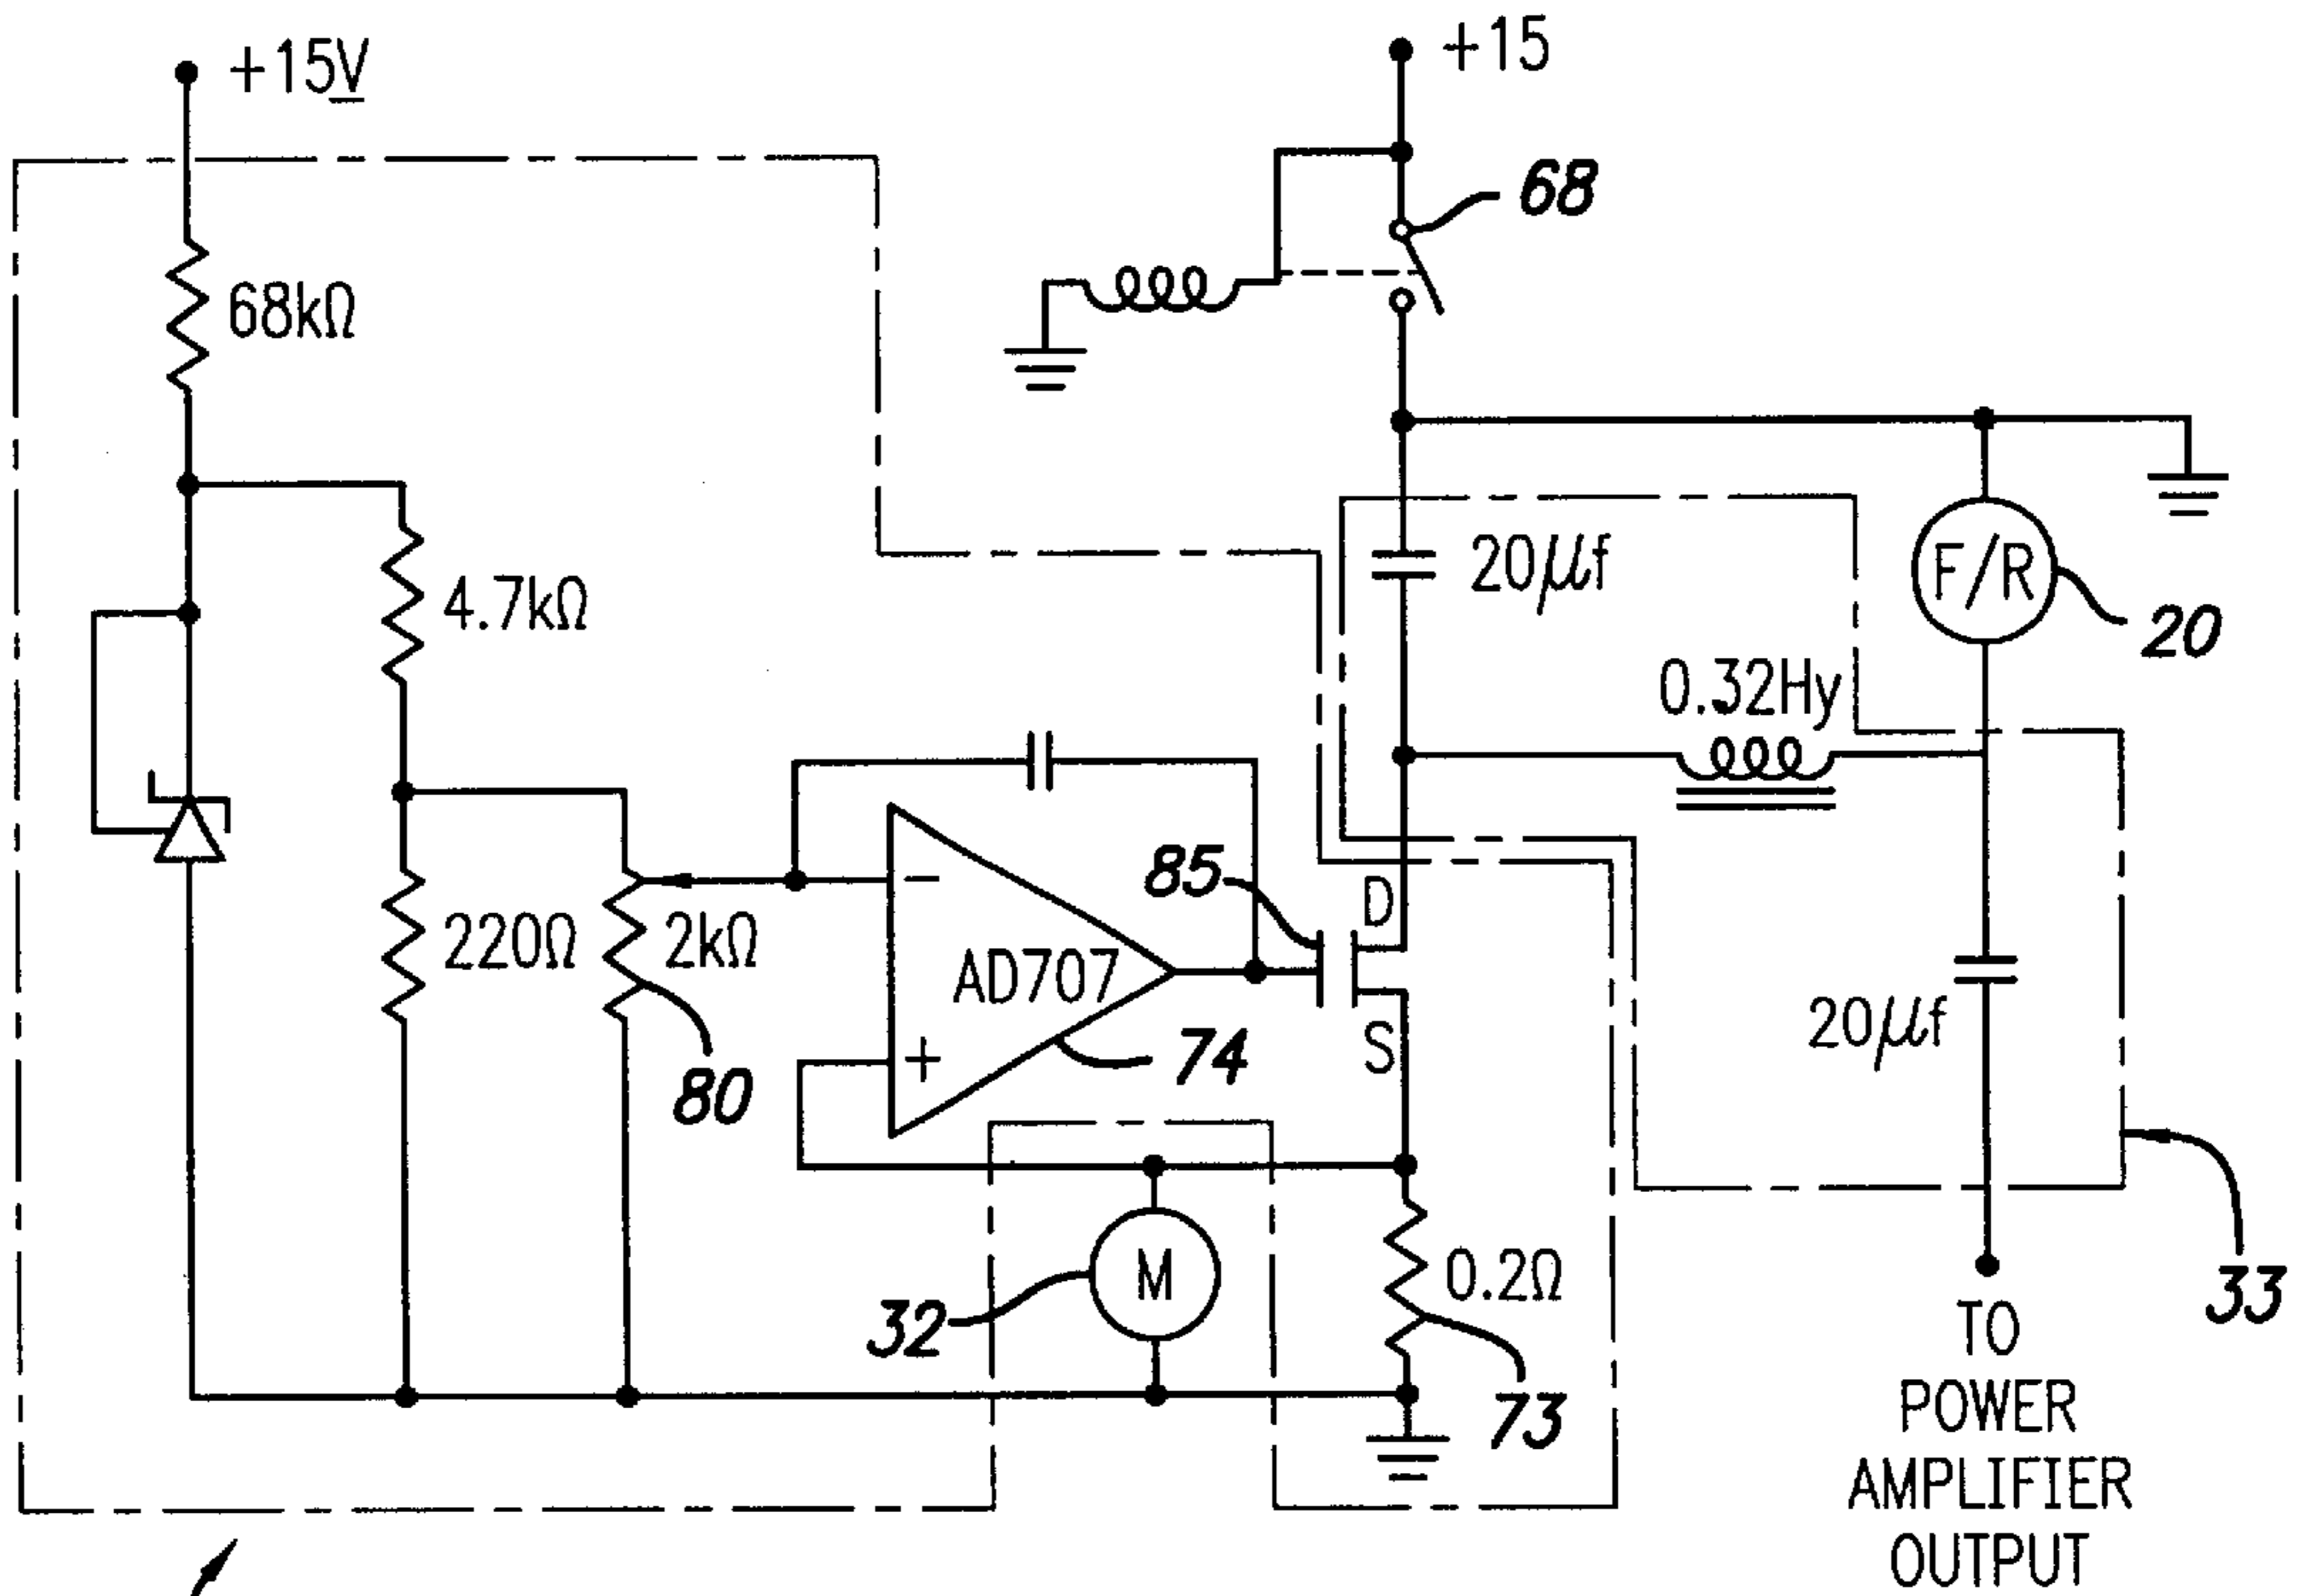 +15V
+15
68
68kΩ
20μf
F/R
20
4.7kΩ
0.32Hy
85
D
220Ω
2kΩ
−
AD707
+
S
74
20μf
80
32
M
0.2Ω
73
33
TO
POWER
AMPLIFIER
OUTPUT